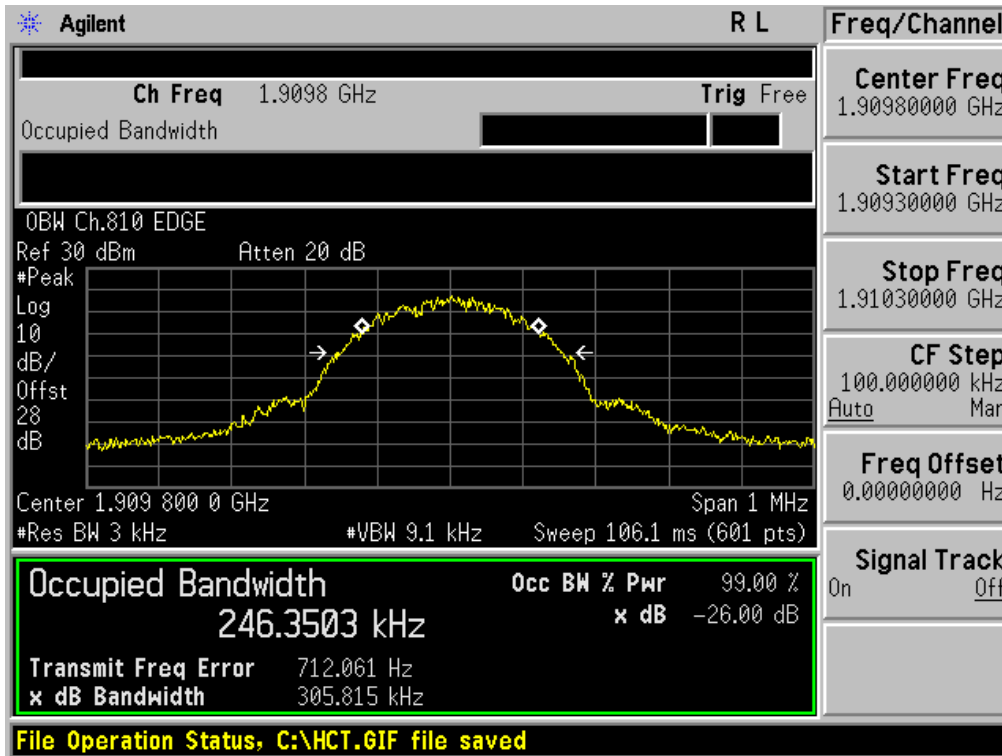 Agilent R L
Ch Freq 1.9098 GHz Trig Free
Occupied Bandwidth
OBW Ch.810 EDGE
Ref 30 dBm Atten 20 dB
#Peak
Log
10
dB/
Offst
28
dB
Center 1.909 800 0 GHz Span 1 MHz
#Res BW 3 kHz #VBW 9.1 kHz Sweep 106.1 ms (601 pts)
Occupied Bandwidth Occ BW % Pwr 99.00 %
246.3503 kHz x dB -26.00 dB
Transmit Freq Error 712.061 Hz
x dB Bandwidth 305.815 kHz
File Operation Status, C:\HCT.GIF file saved
Freq/Channel
Center Freq
1.90980000 GHz
Start Freq
1.90930000 GHz
Stop Freq
1.91030000 GHz
CF Step
100.000000 kHz
Auto Man
Freq Offset
0.00000000 Hz
Signal Track
On Off